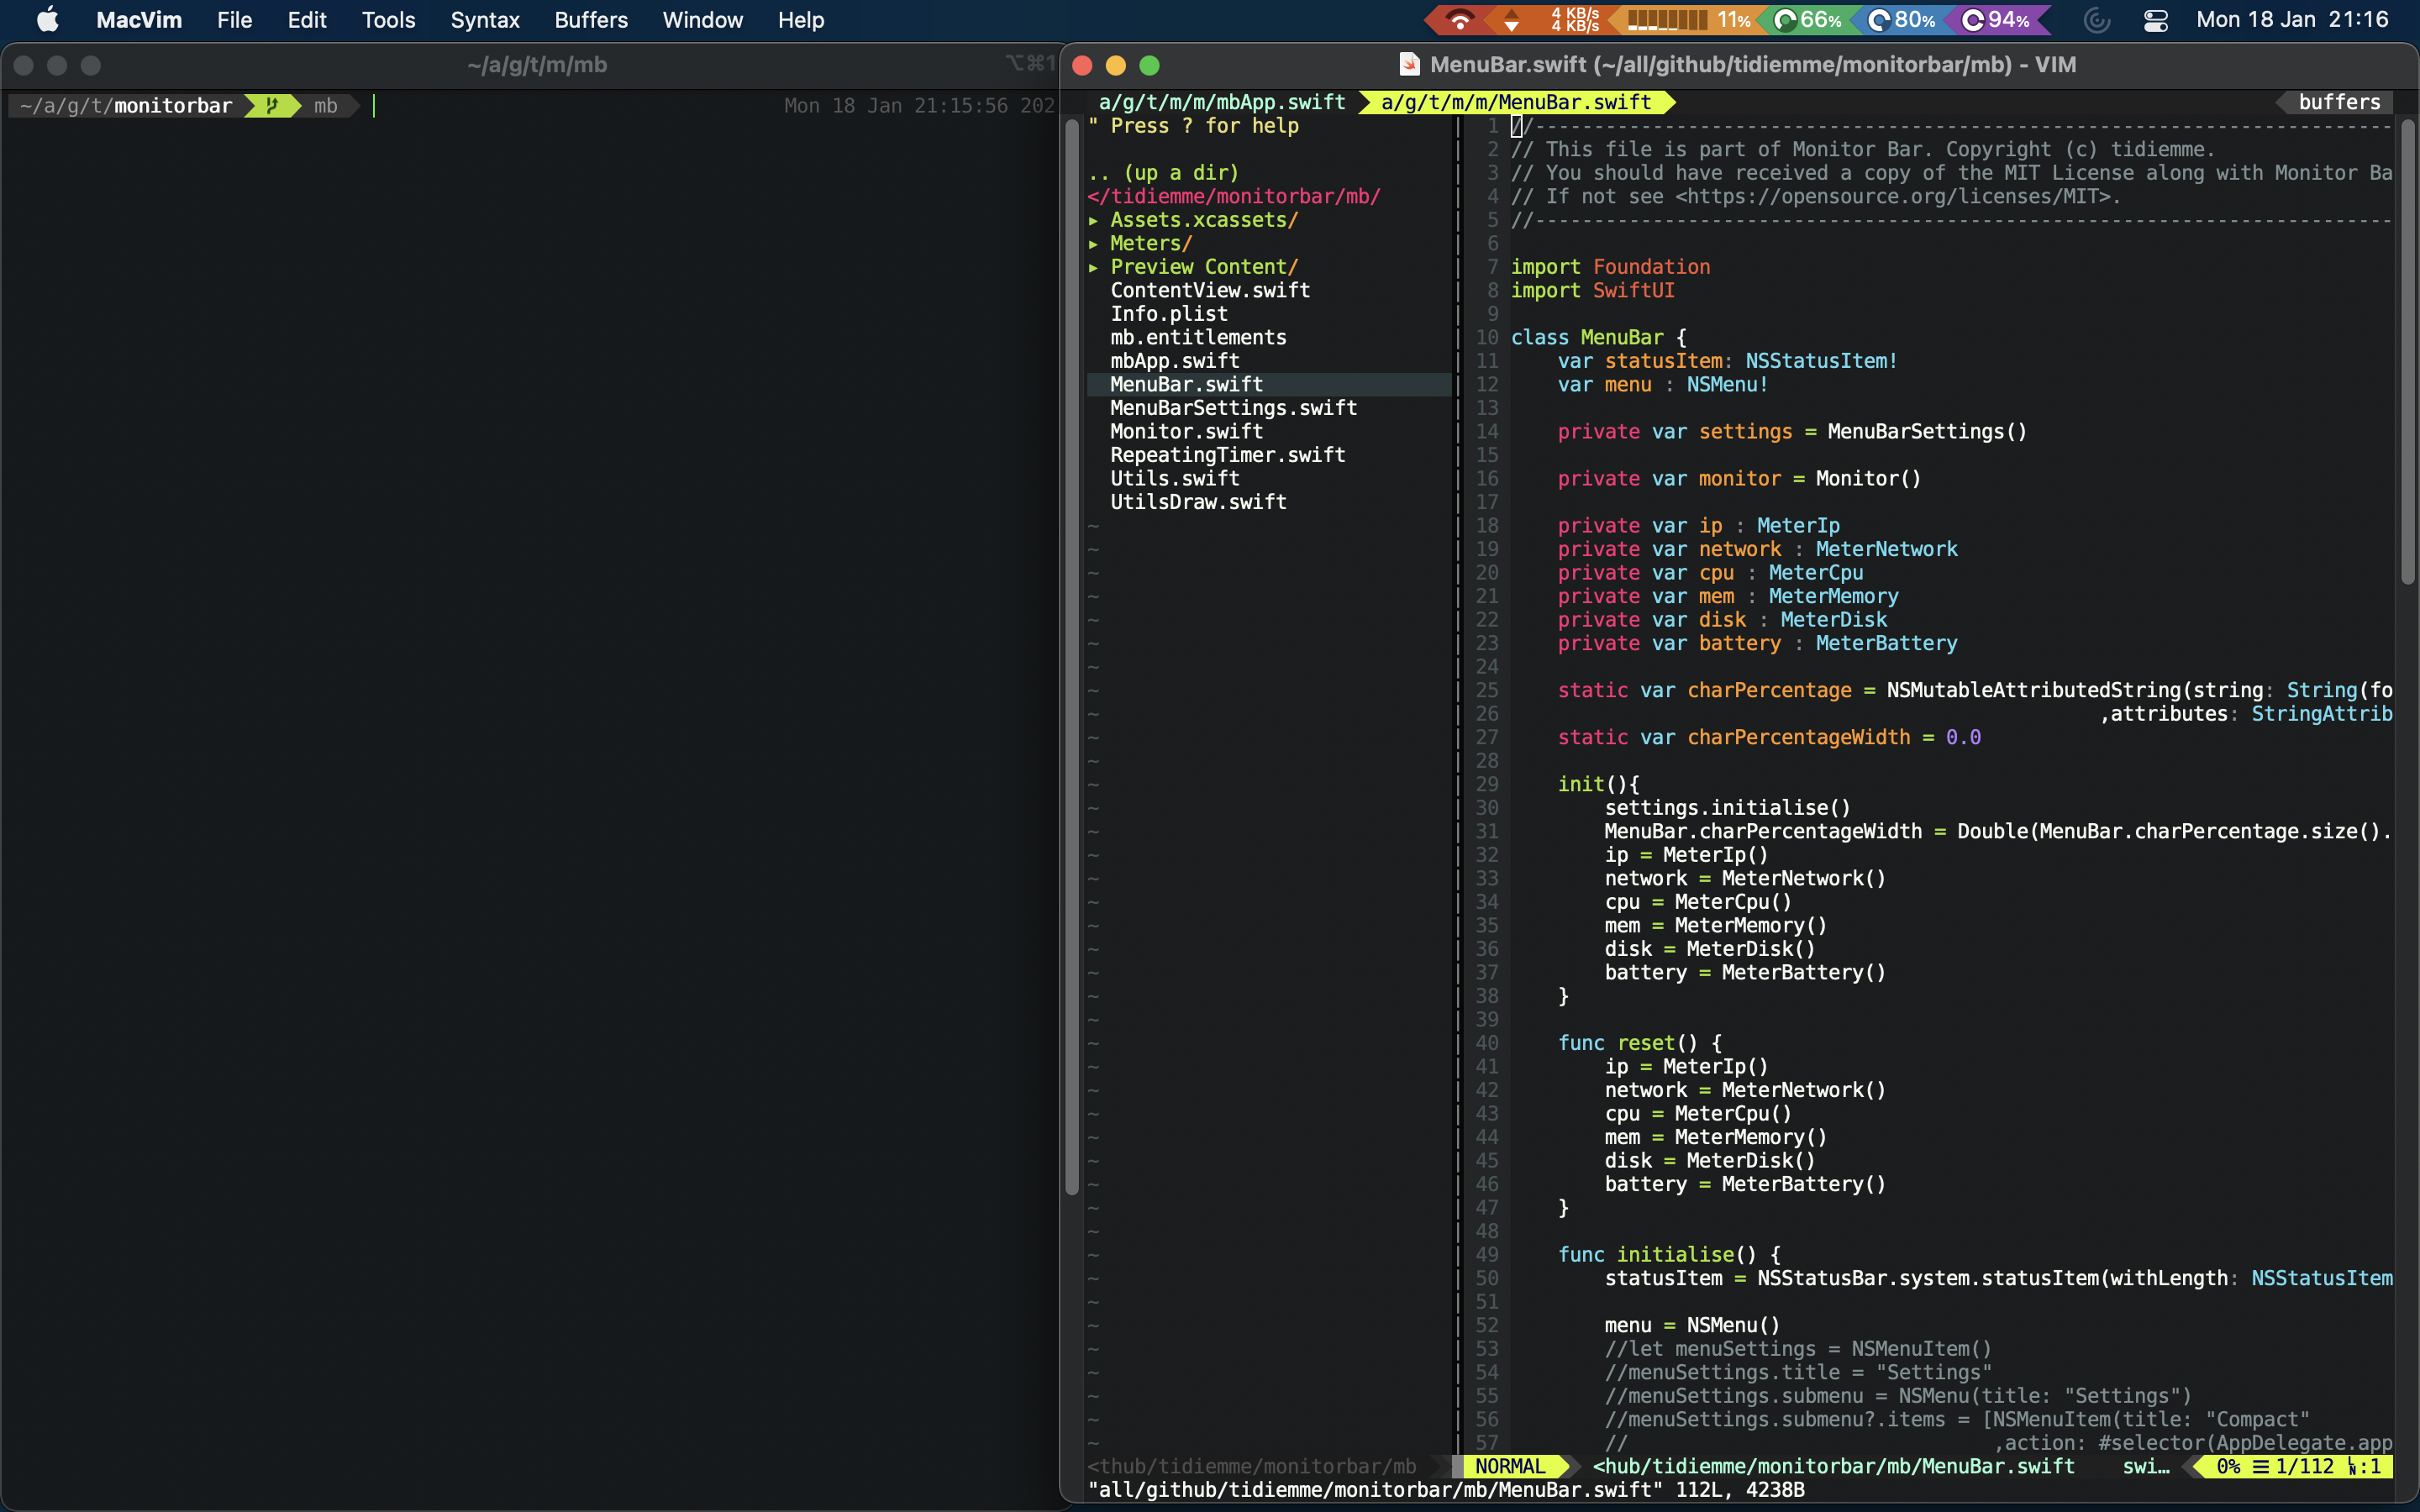 MacVim File Edit Tools Syntax Buffers Window Help
4 KB/s
4 KB/s
11% 66% 80% 94% Mon 18 Jan 21:16
~/a/g/t/m/mb ⌥⌘1
~/a/g/t/monitorbar mb Mon 18 Jan 21:15:56 202
MenuBar.swift (~/all/github/tidiemme/monitorbar/mb) - VIM
a/g/t/m/m/mbApp.swift a/g/t/m/m/MenuBar.swift buffers
" Press ? for help
.. (up a dir)
</tidiemme/monitorbar/mb/
▸ Assets.xcassets/
▸ Meters/
▸ Preview Content/
ContentView.swift
Info.plist
mb.entitlements
mbApp.swift
MenuBar.swift
MenuBarSettings.swift
Monitor.swift
RepeatingTimer.swift
Utils.swift
UtilsDraw.swift
<thub/tidiemme/monitorbar/mb
1 //-------------------------------------------------------------------------
2 // This file is part of Monitor Bar. Copyright (c) tidiemme.
3 // You should have received a copy of the MIT License along with Monitor Ba
4 // If not see <https://opensource.org/licenses/MIT>.
5 //-------------------------------------------------------------------------
6
7 import Foundation
8 import SwiftUI
9
10 class MenuBar {
11     var statusItem: NSStatusItem!
12     var menu : NSMenu!
13
14     private var settings = MenuBarSettings()
15
16     private var monitor = Monitor()
17
18     private var ip : MeterIp
19     private var network : MeterNetwork
20     private var cpu : MeterCpu
21     private var mem : MeterMemory
22     private var disk : MeterDisk
23     private var battery : MeterBattery
24
25     static var charPercentage = NSMutableAttributedString(string: String(fo
26                                                   ,attributes: StringAttrib
27     static var charPercentageWidth = 0.0
28
29     init(){
30         settings.initialise()
31         MenuBar.charPercentageWidth = Double(MenuBar.charPercentage.size().
32         ip = MeterIp()
33         network = MeterNetwork()
34         cpu = MeterCpu()
35         mem = MeterMemory()
36         disk = MeterDisk()
37         battery = MeterBattery()
38     }
39
40     func reset() {
41         ip = MeterIp()
42         network = MeterNetwork()
43         cpu = MeterCpu()
44         mem = MeterMemory()
45         disk = MeterDisk()
46         battery = MeterBattery()
47     }
48
49     func initialise() {
50         statusItem = NSStatusBar.system.statusItem(withLength: NSStatusItem
51
52         menu = NSMenu()
53         //let menuSettings = NSMenuItem()
54         //menuSettings.title = "Settings"
55         //menuSettings.submenu = NSMenu(title: "Settings")
56         //menuSettings.submenu?.items = [NSMenuItem(title: "Compact"
57         //                               ,action: #selector(AppDelegate.app
NORMAL <hub/tidiemme/monitorbar/mb/MenuBar.swift swi… 0% ☰ 1/112 ㏑:1
"all/github/tidiemme/monitorbar/mb/MenuBar.swift" 112L, 4238B